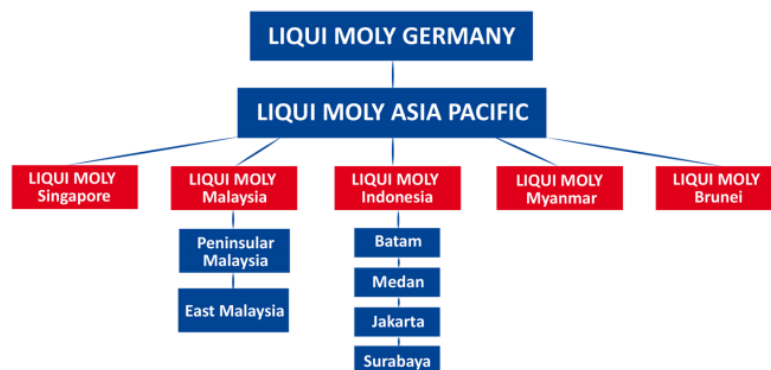 LIQUI MOLY GERMANY
LIQUI MOLY ASIA PACIFIC
LIQUI MOLY
Singapore
LIQUI MOLY
Malaysia
LIQUI MOLY
Indonesia
LIQUI MOLY
Myanmar
LIQUI MOLY
Brunei
Peninsular
Malaysia
East Malaysia
Batam
Medan
Jakarta
Surabaya